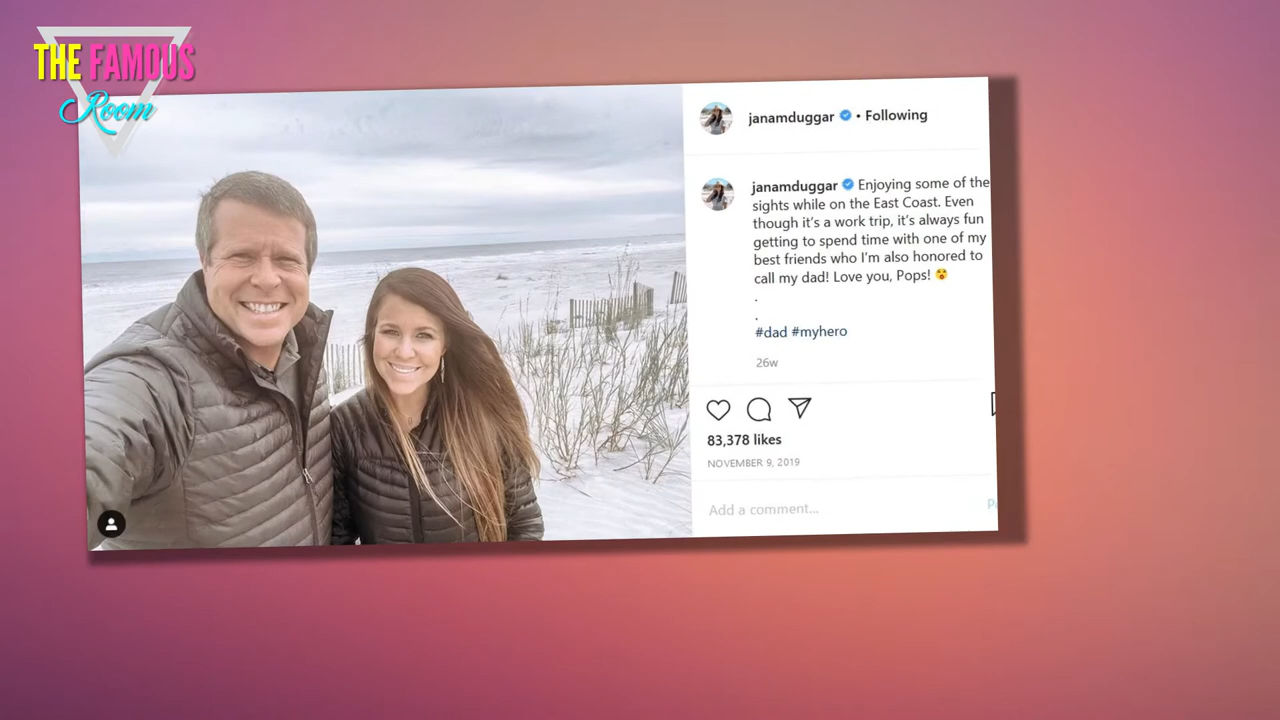 THE FAMOUS
Room
janamduggar • Following
janamduggar Enjoying some of the
sights while on the East Coast. Even
though it's a work trip, it's always fun
getting to spend time with one of my
best friends who I'm also honored to
call my dad! Love you, Pops! 😲
.
.
#dad #myhero
26w
83,378 likes
NOVEMBER 9, 2019
Add a comment...